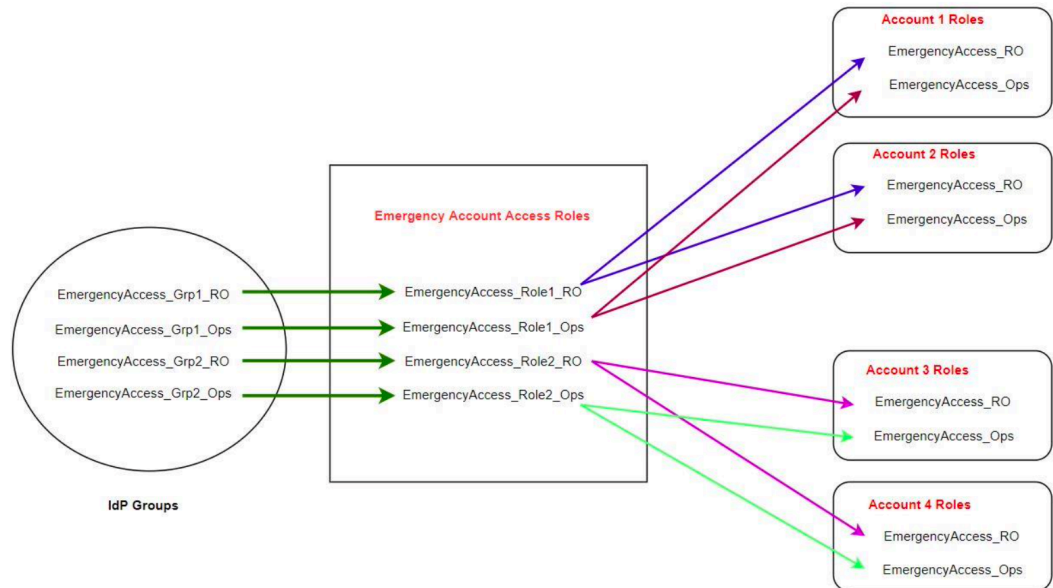 IdP Groups
EmergencyAccess_Grp1_RO
EmergencyAccess_Grp1_Ops
EmergencyAccess_Grp2_RO
EmergencyAccess_Grp2_Ops
Emergency Account Access Roles
EmergencyAccess_Role1_RO
EmergencyAccess_Role1_Ops
EmergencyAccess_Role2_RO
EmergencyAccess_Role2_Ops
Account 1 Roles
EmergencyAccess_RO
EmergencyAccess_Ops
Account 2 Roles
EmergencyAccess_RO
EmergencyAccess_Ops
Account 3 Roles
EmergencyAccess_RO
EmergencyAccess_Ops
Account 4 Roles
EmergencyAccess_RO
EmergencyAccess_Ops